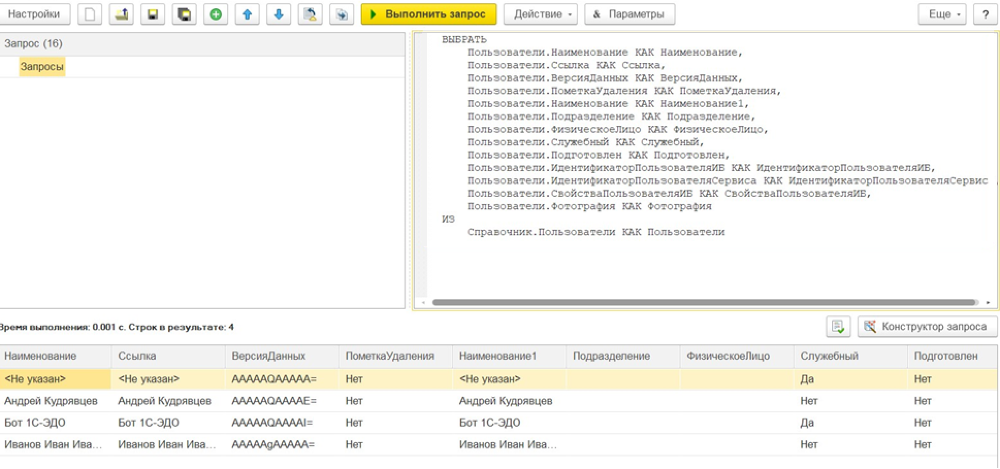 Настройки Выполнить запрос Действие & Параметры Еще ?
Запрос (16)
Запросы
ВЫБРАТЬ
Пользователи.Наименование КАК Наименование,
Пользователи.Ссылка КАК Ссылка,
Пользователи.ВерсияДанных КАК ВерсияДанных,
Пользователи.ПометкаУдаления КАК ПометкаУдаления,
Пользователи.Наименование КАК Наименование1,
Пользователи.Подразделение КАК Подразделение,
Пользователи.ФизическоеЛицо КАК ФизическоеЛицо,
Пользователи.Служебный КАК Служебный,
Пользователи.Подготовлен КАК Подготовлен,
Пользователи.ИдентификаторПользователяИБ КАК ИдентификаторПользователяИБ,
Пользователи.ИдентификаторПользователяСервиса КАК ИдентификаторПользователяСервис ,
Пользователи.СвойстваПользователяИБ КАК СвойстваПользователяИБ,
Пользователи.Фотография КАК Фотография
ИЗ
Справочник.Пользователи КАК Пользователи
Время выполнения: 0.001 с. Строк в результате: 4 Конструктор запроса
Наименование Ссылка ВерсияДанных ПометкаУдаления Наименование1 Подразделение ФизическоеЛицо Служебный Подготовлен
<Не указан> <Не указан> AAAAAQAAAAA= Нет <Не указан> Да Нет
Андрей Кудрявцев Андрей Кудрявцев AAAAAQAAAAE= Нет Андрей Кудрявцев Нет Нет
Бот 1С-ЭДО Бот 1С-ЭДО AAAAAQAAAAI= Нет Бот 1С-ЭДО Да Нет
Иванов Иван Ива... Иванов Иван Ива... AAAAAgAAAAA= Нет Иванов Иван Ива... Нет Нет